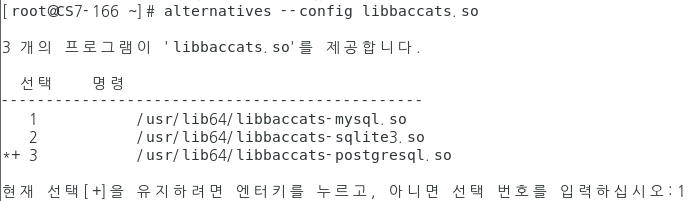 [root@CS7-166 ~]# alternatives --config libbaccats.so
3 개의 프로그램이 'libbaccats.so'를 제공합니다.
선택 명령
-----------------------------------------------
1 /usr/lib64/libbaccats-mysql.so
2 /usr/lib64/libbaccats-sqlite3.so
*+ 3 /usr/lib64/libbaccats-postgresql.so
현재 선택[+]을 유지하려면 엔터키를 누르고, 아니면 선택 번호를 입력하십시오:1